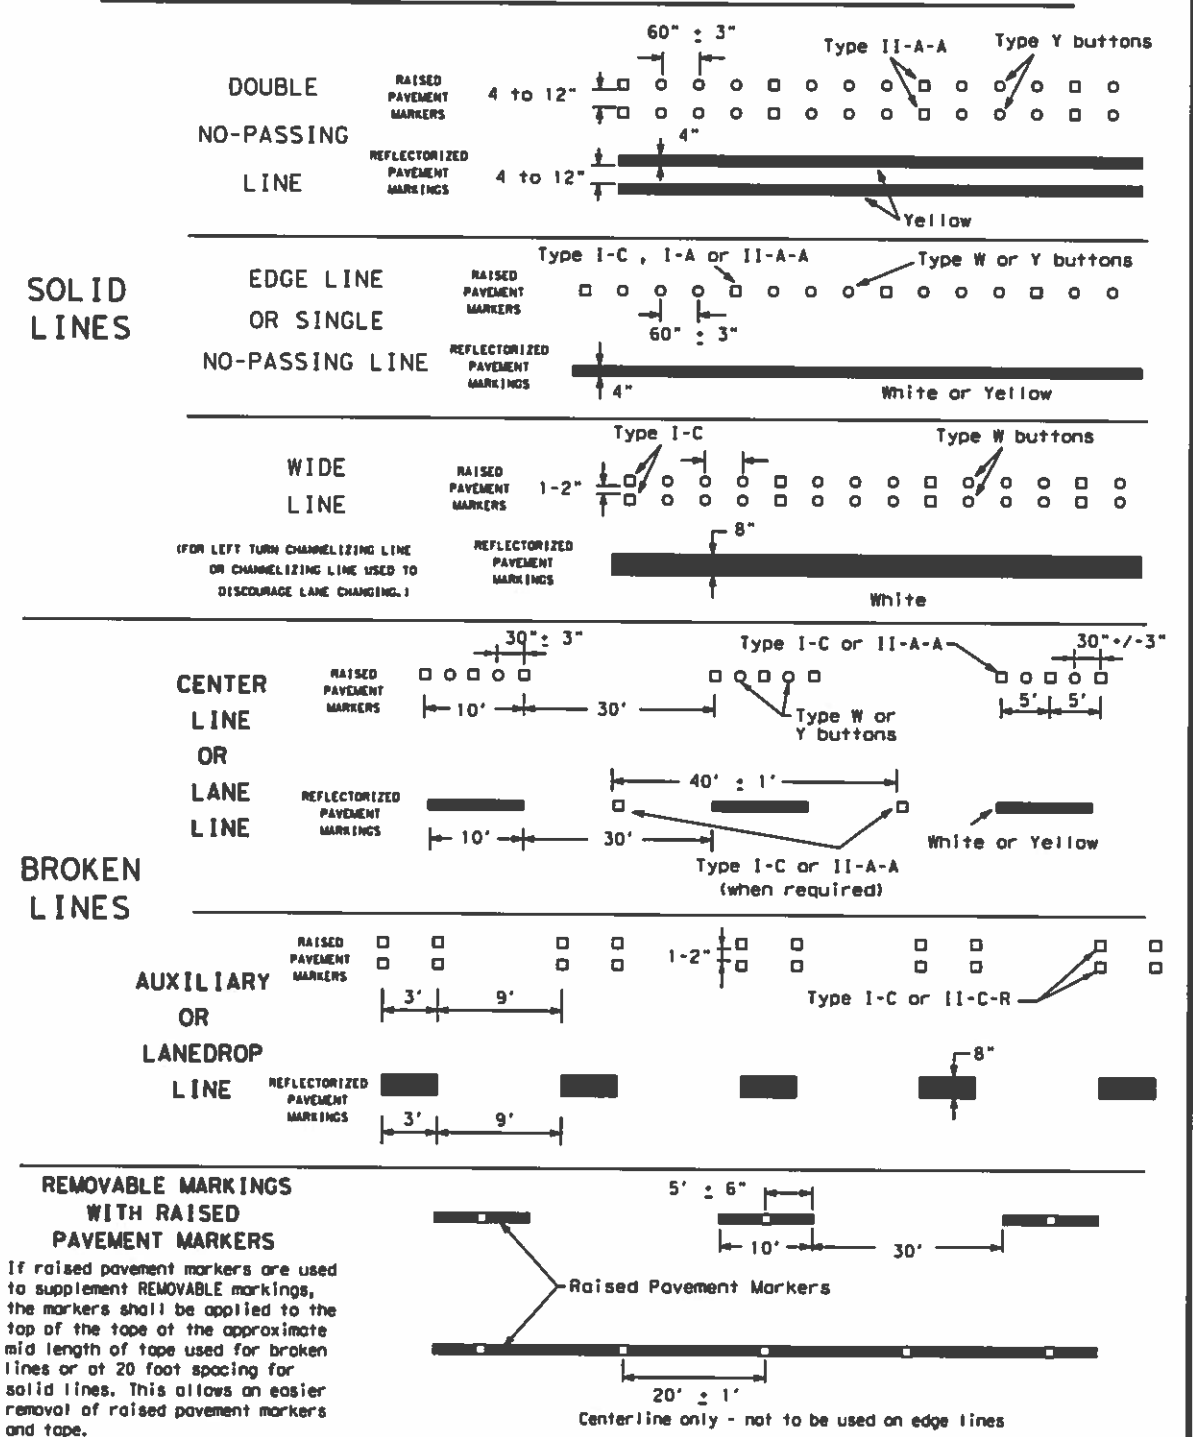 60" ± 3"
Type II-A-A
Type Y buttons
DOUBLE
NO-PASSING
LINE
RAISED
PAVEMENT
MARKERS
4 to 12"
REFLECTORIZED
PAVEMENT
MARKINGS
4 to 12"
4"
Yellow
SOLID
LINES
EDGE LINE
OR SINGLE
NO-PASSING LINE
RAISED
PAVEMENT
MARKERS
Type I-C , I-A or II-A-A
Type W or Y buttons
60" ± 3"
REFLECTORIZED
PAVEMENT
MARKINGS
4"
White or Yellow
WIDE
LINE
(FOR LEFT TURN CHANNELIZING LINE
OR CHANNELIZING LINE USED TO
DISCOURAGE LANE CHANGING.)
RAISED
PAVEMENT
MARKERS
1-2"
Type I-C
Type W buttons
REFLECTORIZED
PAVEMENT
MARKINGS
8"
White
BROKEN
LINES
CENTER
LINE
OR
LANE
LINE
RAISED
PAVEMENT
MARKERS
30" ± 3"
10'
30'
Type I-C or II-A-A
Type W or
Y buttons
30"+/-3"
5'
5'
REFLECTORIZED
PAVEMENT
MARKINGS
10'
30'
40' ± 1'
Type I-C or II-A-A
(when required)
White or Yellow
AUXILIARY
OR
LANEDROP
LINE
RAISED
PAVEMENT
MARKERS
3'
9'
1-2"
Type I-C or II-C-R
REFLECTORIZED
PAVEMENT
MARKINGS
3'
9'
8"
REMOVABLE MARKINGS
WITH RAISED
PAVEMENT MARKERS
If raised pavement markers are used
to supplement REMOVABLE markings,
the markers shall be applied to the
top of the tape at the approximate
mid length of tape used for broken
lines or at 20 foot spacing for
solid lines. This allows an easier
removal of raised pavement markers
and tape.
5' ± 6"
10'
30'
Raised Pavement Markers
20' ± 1'
Centerline only - not to be used on edge lines